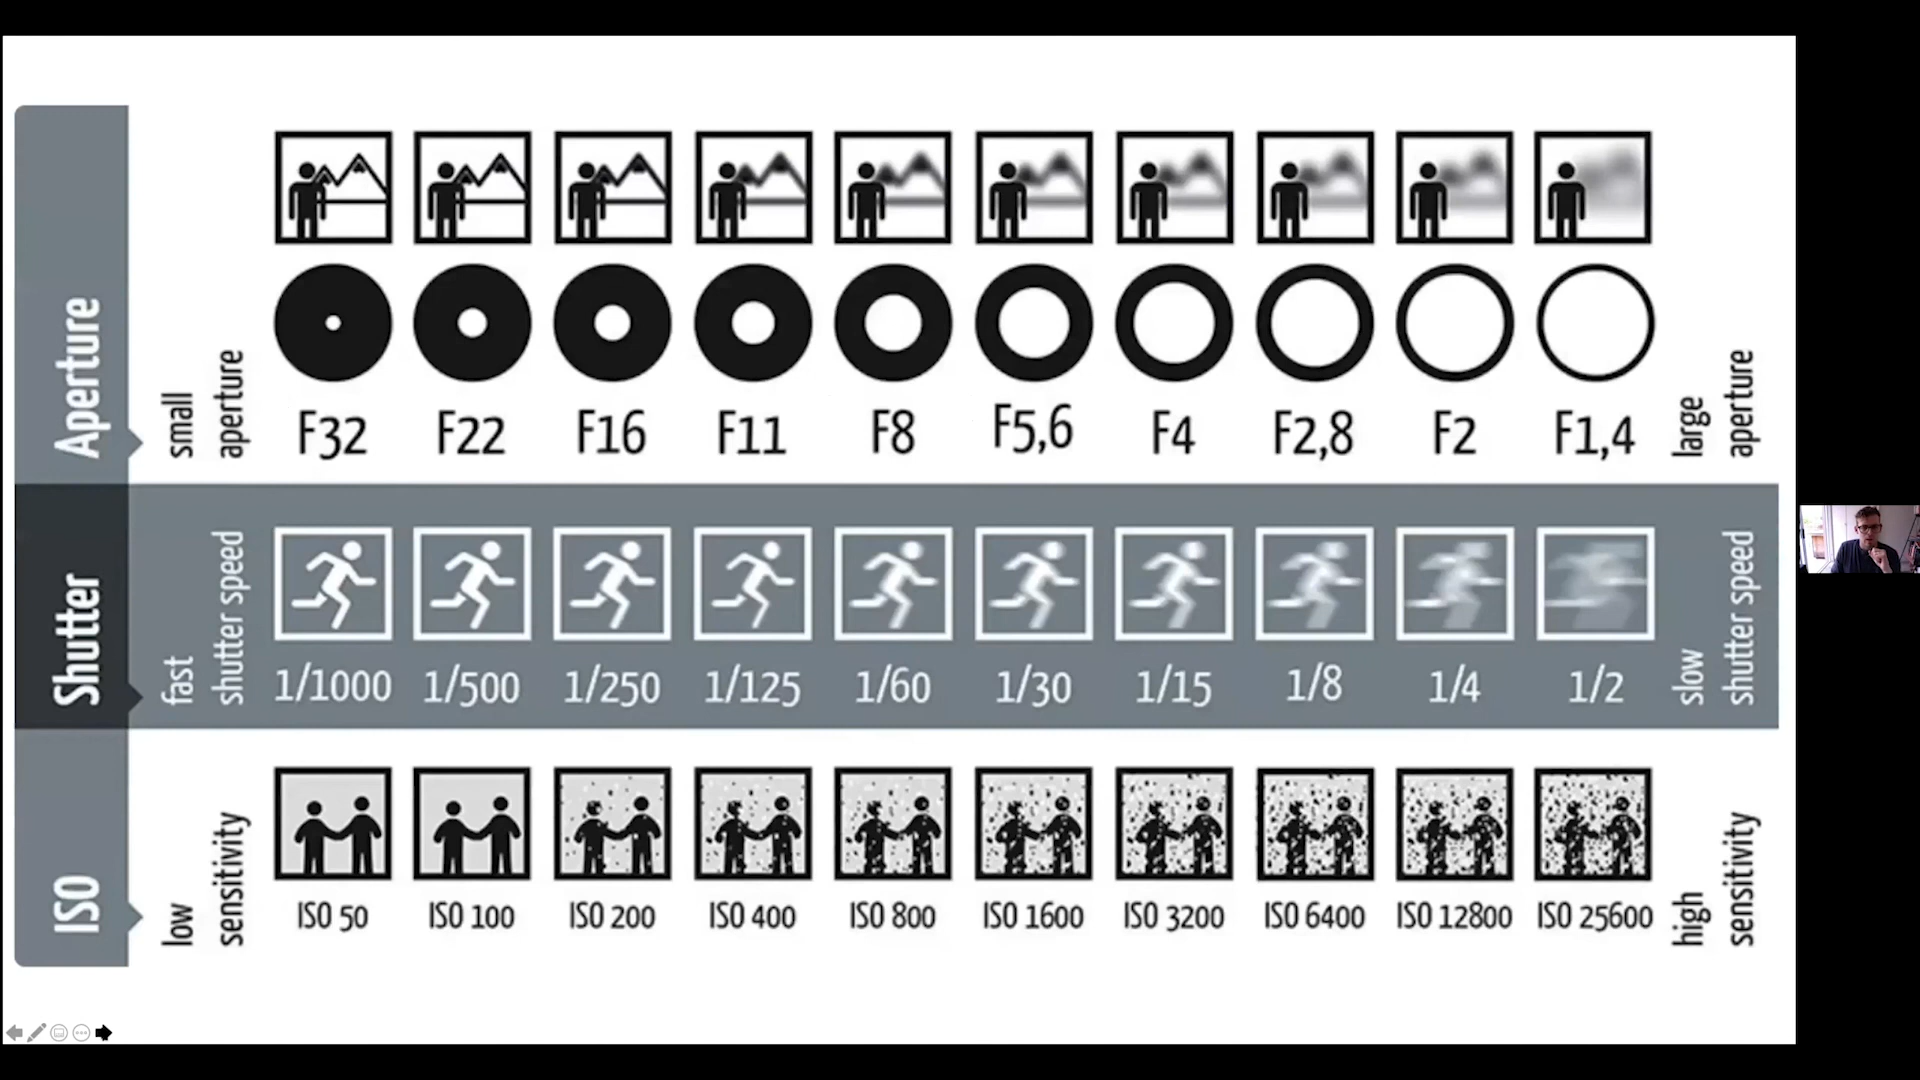 Aperture
small
aperture
F32 F22 F16 F11 F8 F5,6 F4 F2,8 F2 F1,4
large
aperture
Shutter
fast
shutter speed
1/1000 1/500 1/250 1/125 1/60 1/30 1/15 1/8 1/4 1/2
slow
shutter speed
ISO
low
sensitivity
ISO 50 ISO 100 ISO 200 ISO 400 ISO 800 ISO 1600 ISO 3200 ISO 6400 ISO 12800 ISO 25600
high
sensitivity